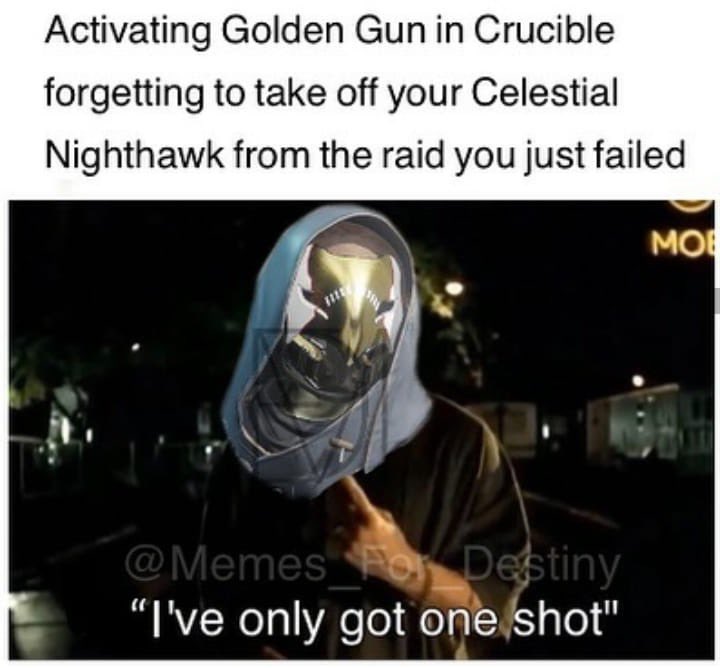 Activating Golden Gun in Crucible
forgetting to take off your Celestial
Nighthawk from the raid you just failed
MOE
@Memes_For_Destiny
“I've only got one shot"